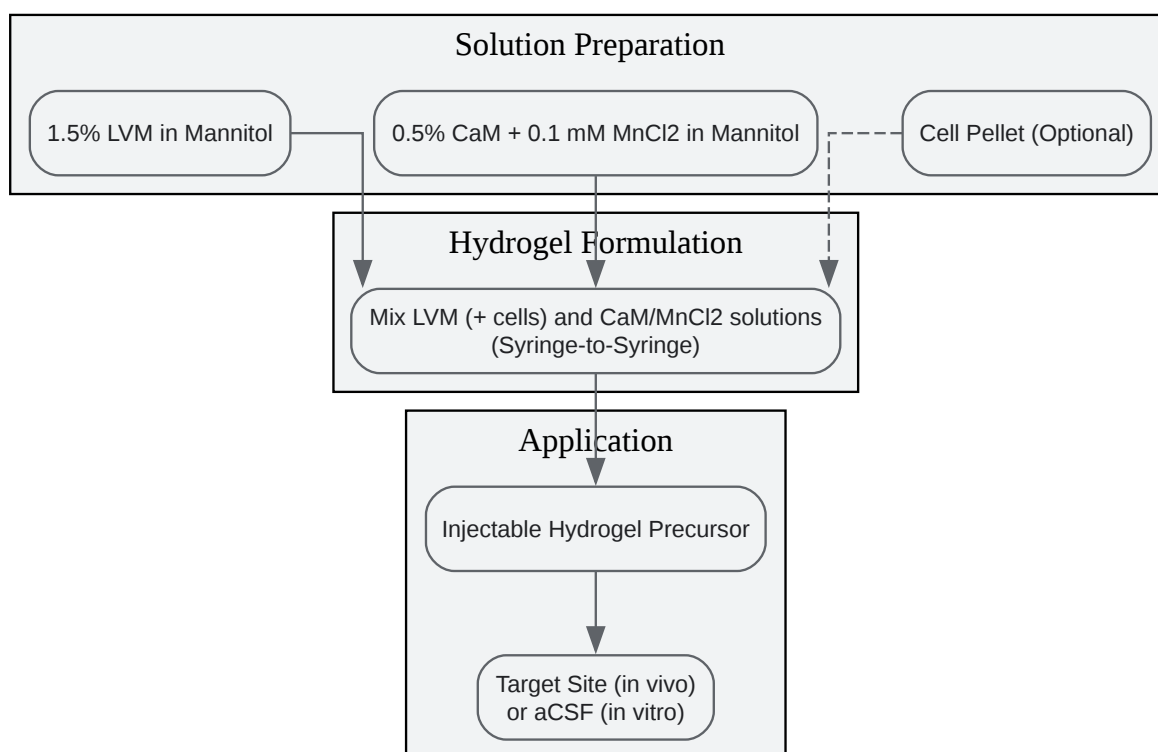 Solution Preparation
1.5% LVM in Mannitol
0.5% CaM + 0.1 mM MnCl2 in Mannitol
Cell Pellet (Optional)
Hydrogel Formulation
Mix LVM (+ cells) and CaM/MnCl2 solutions
(Syringe-to-Syringe)
Application
Injectable Hydrogel Precursor
Target Site (in vivo)
or aCSF (in vitro)